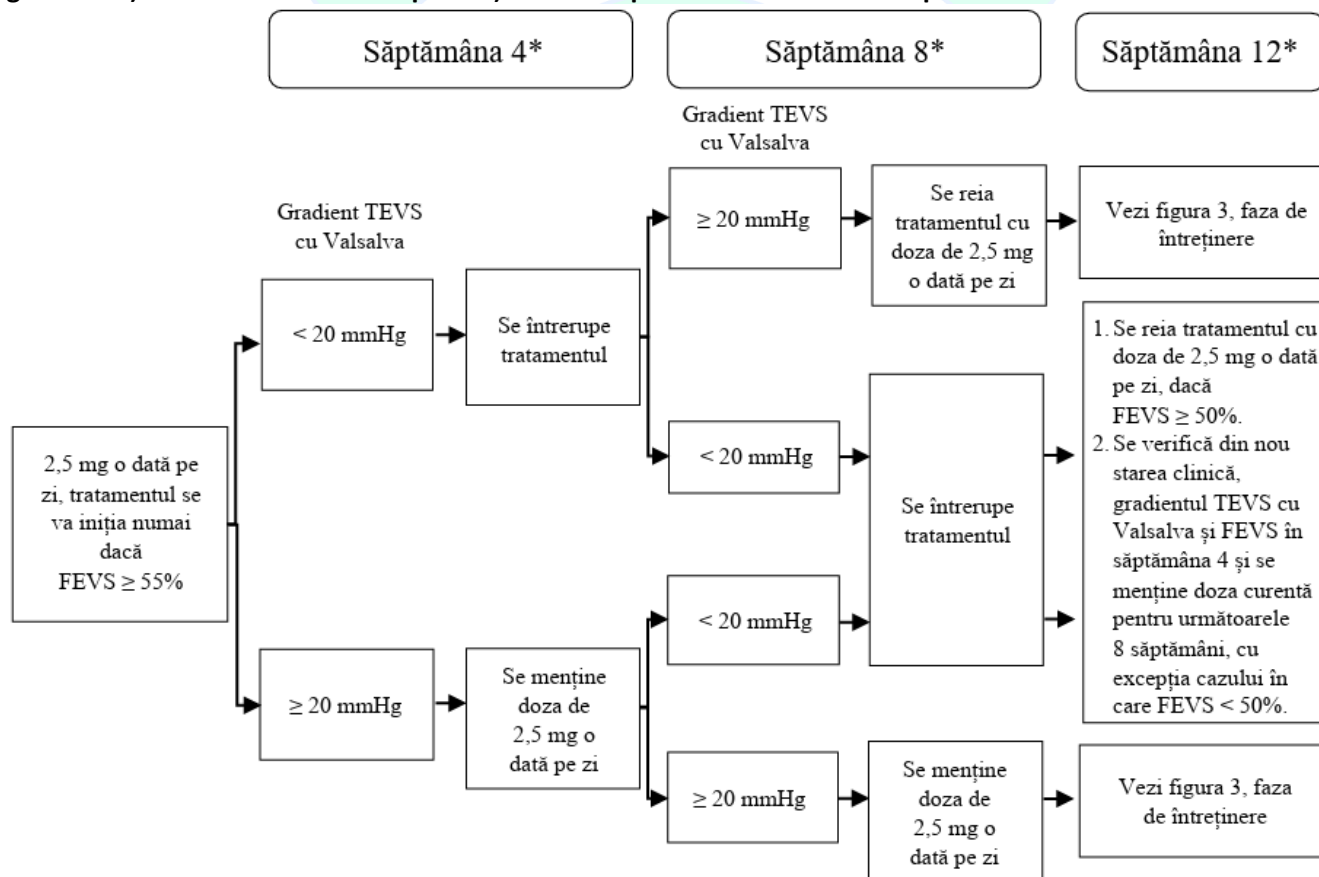 Săptămâna 4*
Săptămâna 8*
Săptămâna 12*
Gradient TEVS
cu Valsalva
Gradient TEVS
cu Valsalva
2,5 mg o dată pe
zi, tratamentul se
va iniția numai
dacă
FEVS ≥ 55%
< 20 mmHg
Se întrerupe
tratamentul
≥ 20 mmHg
Se reia
tratamentul cu
doza de 2,5 mg
o dată pe zi
Vezi figura 3, faza de
întreținere
< 20 mmHg
Se întrerupe
tratamentul
1. Se reia tratamentul cu
doza de 2,5 mg o dată
pe zi, dacă
FEVS ≥ 50%.
2. Se verifică din nou
starea clinică,
gradientul TEVS cu
Valsalva și FEVS în
săptămâna 4 și se
menține doza curentă
pentru următoarele
8 săptămâni, cu
excepția cazului în
care FEVS < 50%.
≥ 20 mmHg
Se menține
doza de
2,5 mg o
dată pe zi
< 20 mmHg
≥ 20 mmHg
Se menține
doza de
2,5 mg o
dată pe zi
Vezi figura 3, faza
de întreținere